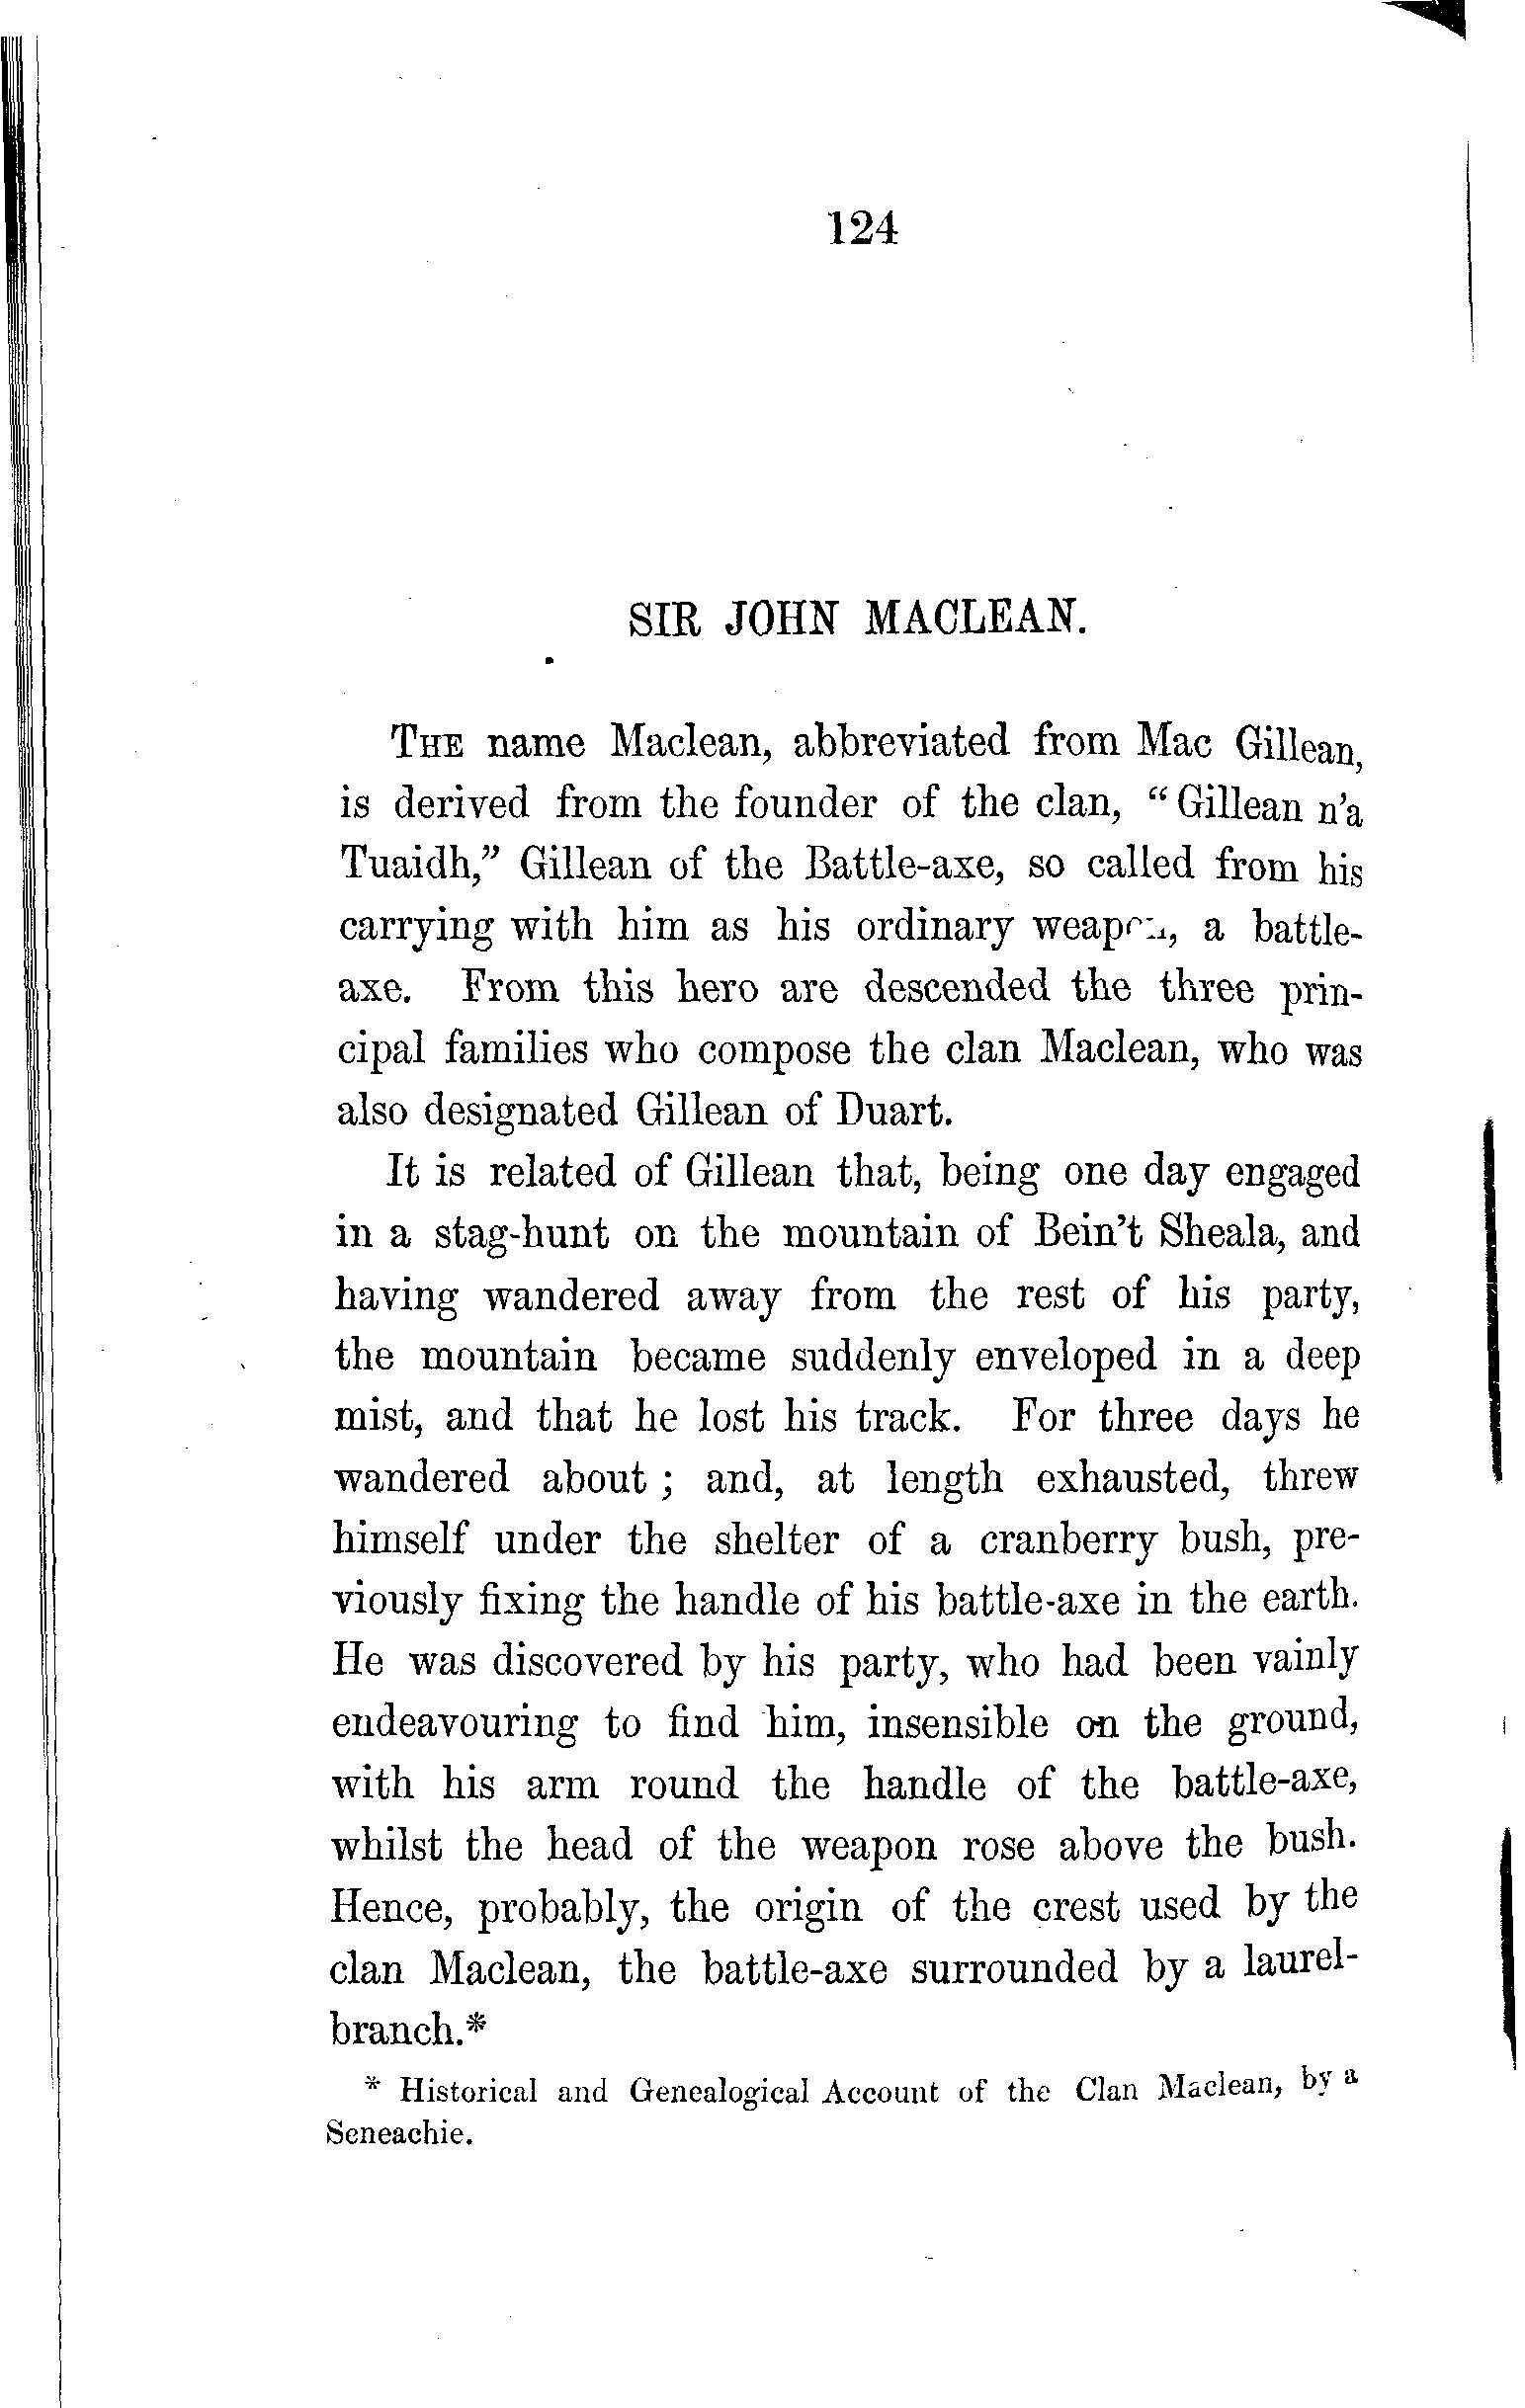 124
SIR JOHN MACLEAN.
THE name Maclean, abbreviated from Mac Gillean,
is derived from the founder of the clan, “Gillean n’a
Tuaidh,” Gillean of the Battle-axe, so called from his
carrying with him as his ordinary weapon, a battle-
axe. From this hero are descended the three prin-
cipal families who compose the clan Maclean, who was
also designated Gillean of Duart.
It is related of Gillean that, being one day engaged
in a stag-hunt on the mountain of Bein’t Sheala, and
having wandered away from the rest of his party,
the mountain became suddenly enveloped in a deep
mist, and that he lost his track. For three days he
wandered about; and, at length exhausted, threw
himself under the shelter of a cranberry bush, pre-
viously fixing the handle of his battle-axe in the earth.
He was discovered by his party, who had been vainly
endeavouring to find him, insensible on the ground,
with his arm round the handle of the battle-axe,
whilst the head of the weapon rose above the bush.
Hence, probably, the origin of the crest used by the
clan Maclean, the battle-axe surrounded by a laurel-
branch.*
* Historical and Genealogical Account of the Clan Maclean, by a
Seneachie.